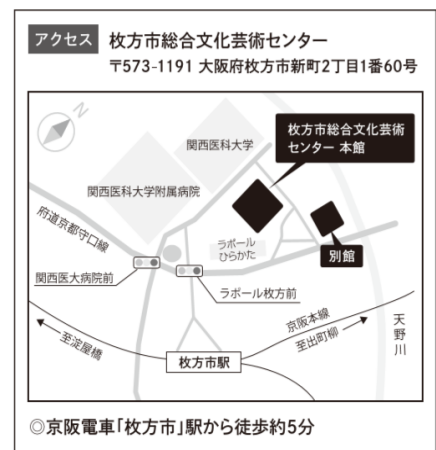 アクセス 枚方市総合文化芸術センター
〒573-1191 大阪府枚方市新町2丁目1番60号
N
関西医科大学
枚方市総合文化芸術
センター 本館
関西医科大学附属病院
府道京都守口線
ラポール
ひらかた
別館
関西医大病院前
ラポール枚方前
京阪本線
至出町柳
天野川
至淀屋橋
枚方市駅
◎京阪電車「枚方市」駅から徒歩約5分